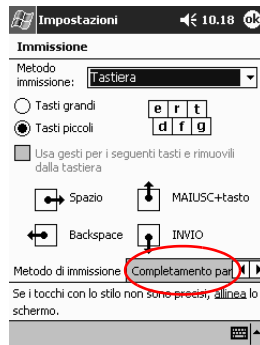 Impostazioni 10.18 ok
Immissione
Metodo
immissione: Tastiera
Tasti grandi
e r t
Tasti piccoli
d f g
Usa gesti per i seguenti tasti e rimuovili
dalla tastiera
Spazio MAIUSC+tasto
Backspace INVIO
Metodo di immissione Completamento par
Se i tocchi con lo stilo non sono precisi, allinea lo
schermo.